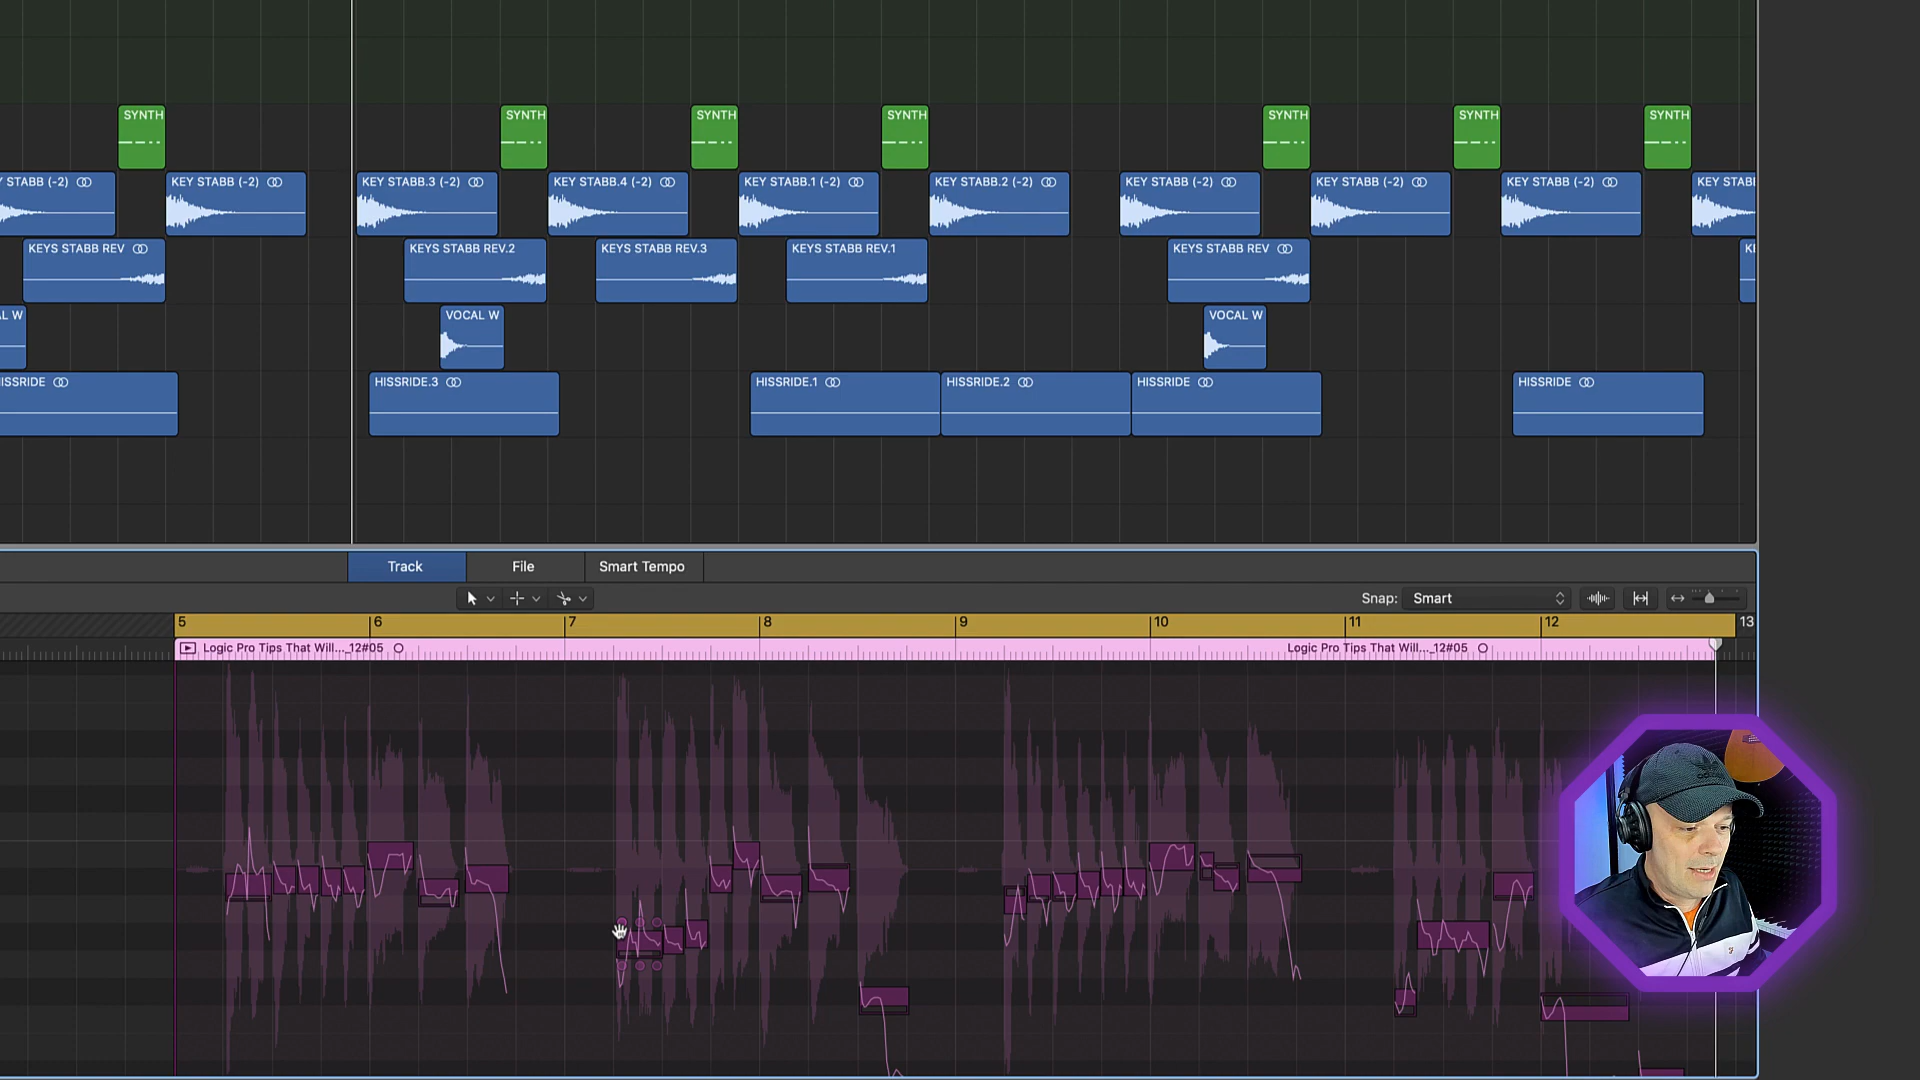 SYNTH SYNTH SYNTH SYNTH SYNTH SYNTH SYNTH
Y STABB (-2) KEY STABB (-2) KEY STABB.3 (-2) KEY STABB.4 (-2) KEY STABB.1 (-2) KEY STABB.2 (-2) KEY STABB (-2) KEY STABB (-2) KEY STABB (-2) KEY STABI
KEYS STABB REV KEYS STABB REV.2 KEYS STABB REV.3 KEYS STABB REV.1 KEYS STABB REV KE
AL W VOCAL W VOCAL W
HISSRIDE HISSRIDE.3 HISSRIDE.1 HISSRIDE.2 HISSRIDE HISSRIDE
Track File Smart Tempo
Snap: Smart
5 6 7 8 9 10 11 12 13
Logic Pro Tips That Will..._12#05 Logic Pro Tips That Will..._12#05